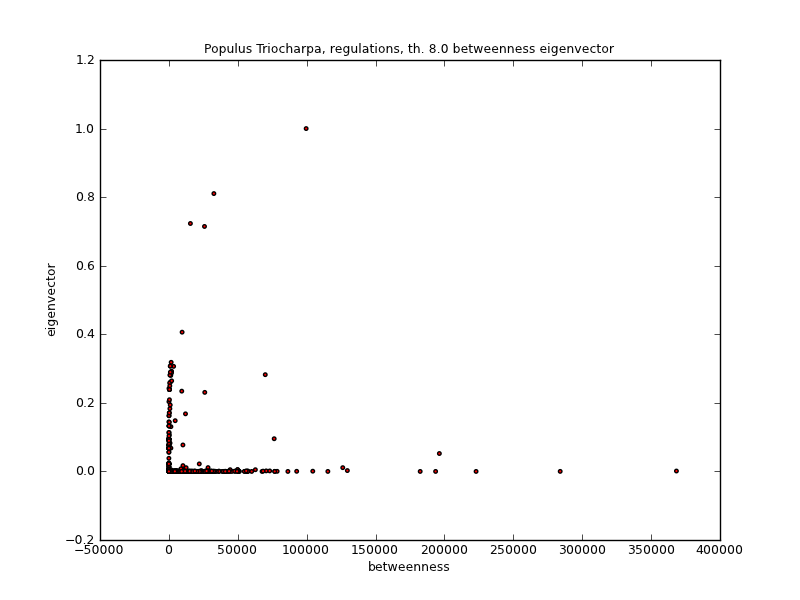 Populus Triocharpa, regulations, th. 8.0 betweenness eigenvector
1.2
1.0
0.8
0.6
0.4
0.2
0.0
−0.2
eigenvector
−50000 0 50000 100000 150000 200000 250000 300000 350000 400000
betweenness